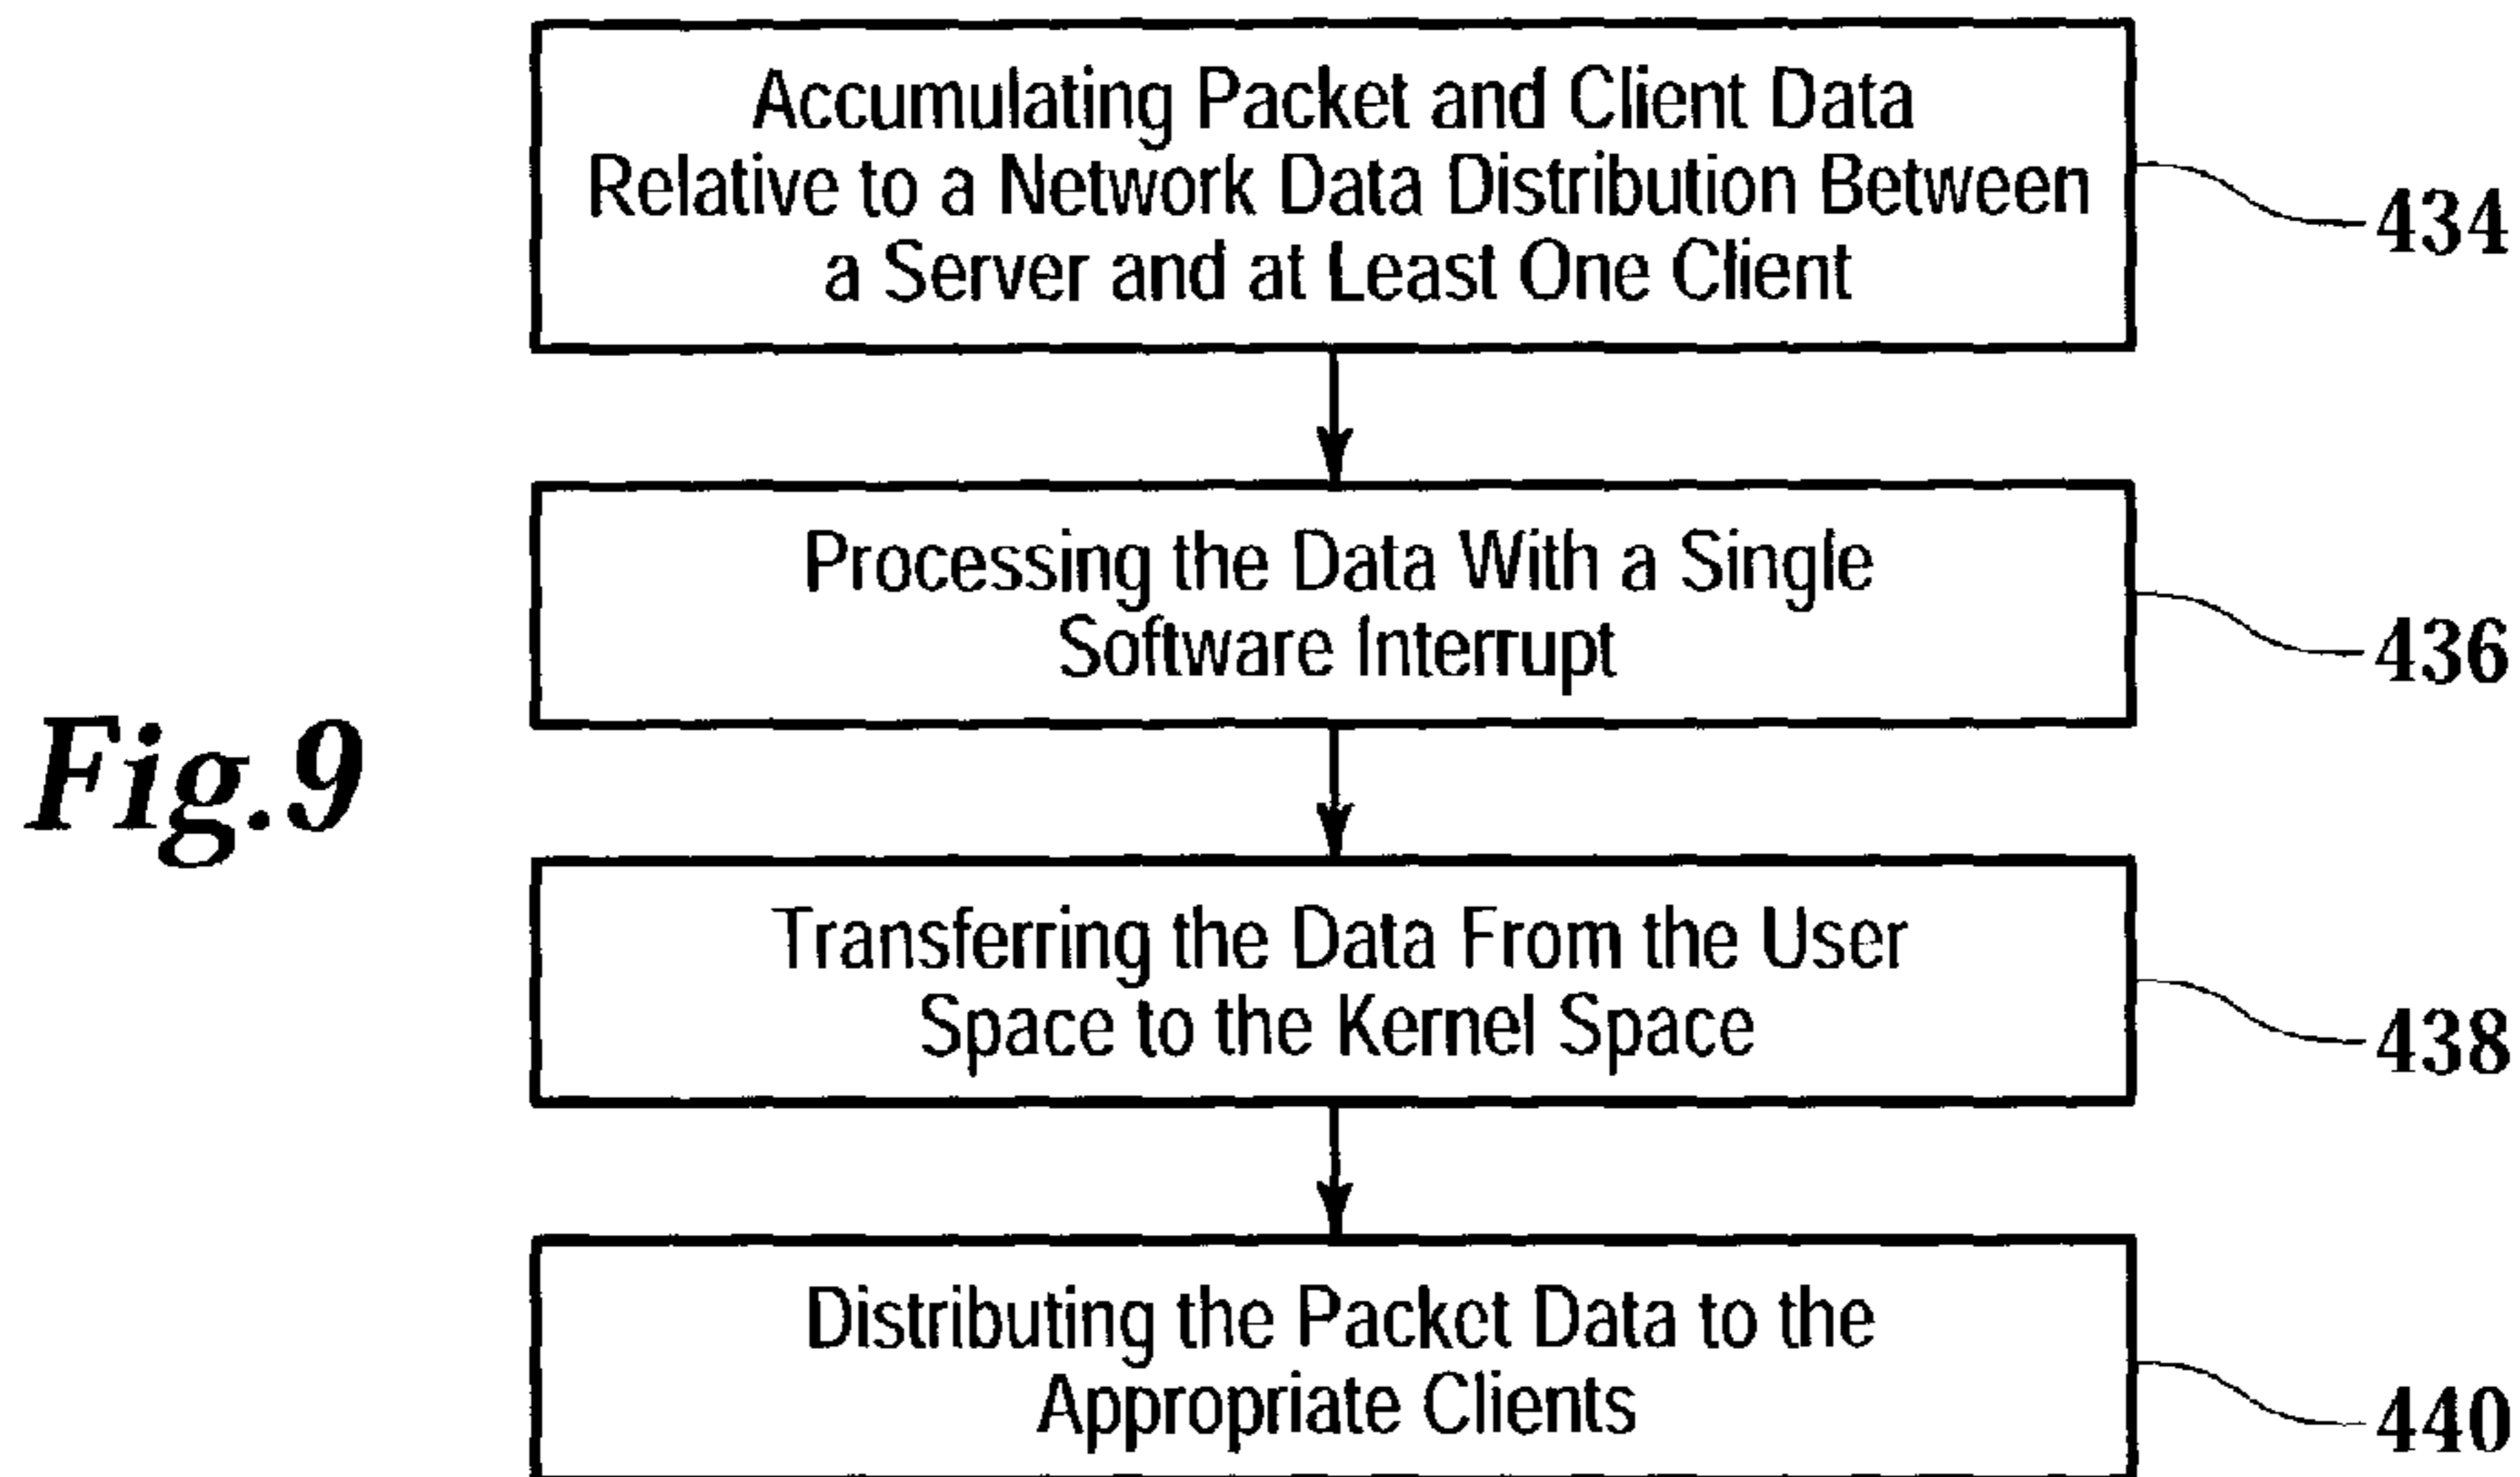 Accumulating Packet and Client Data
Relative to a Network Data Distribution Between
a Server and at Least One Client
434
Processing the Data With a Single
Software Interrupt
436
Fig.9
Transferring the Data From the User
Space to the Kernel Space
438
Distributing the Packet Data to the
Appropriate Clients
440